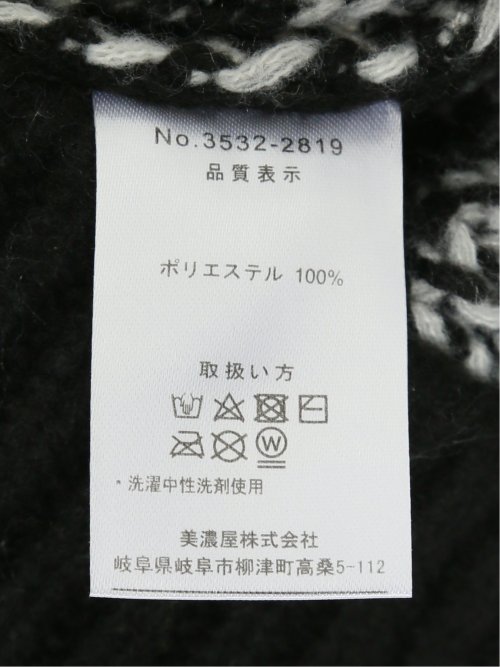 No.3532-2819
品質表示
ポリエステル 100%
取扱い方
W
*洗濯中性洗剤使用
美濃屋株式会社
岐阜県岐阜市柳津町高桑5-112